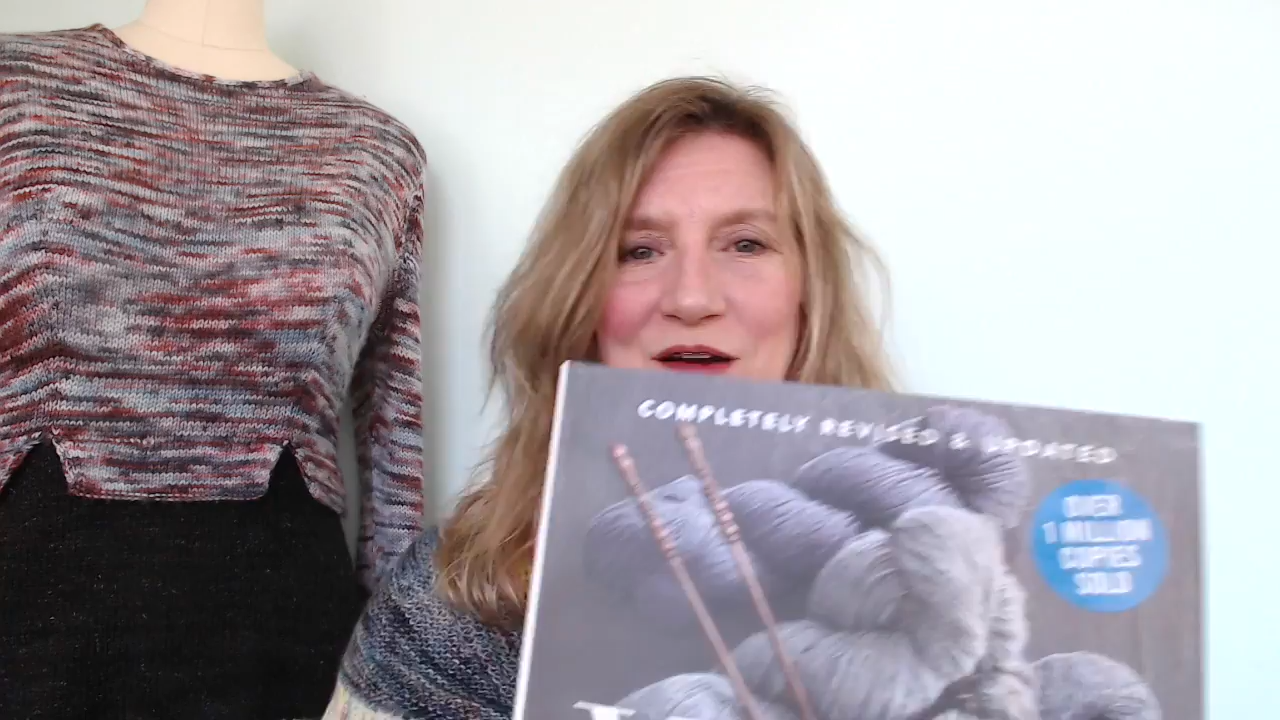 COMPLETELY REVISED & UPDATED
OVER
1 MILLION
COPIES
SOLD